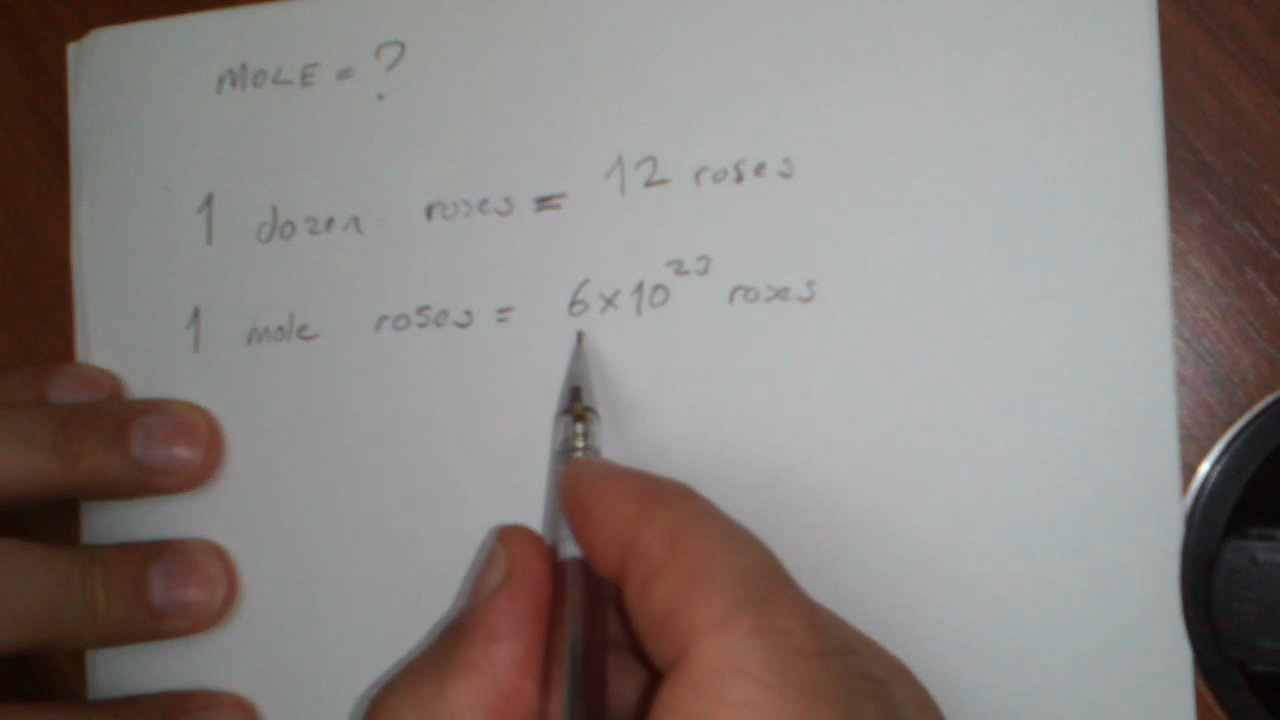 MOLE = ?
1 dozen roses = 12 roses
1 mole roses = 6×10²³ roses